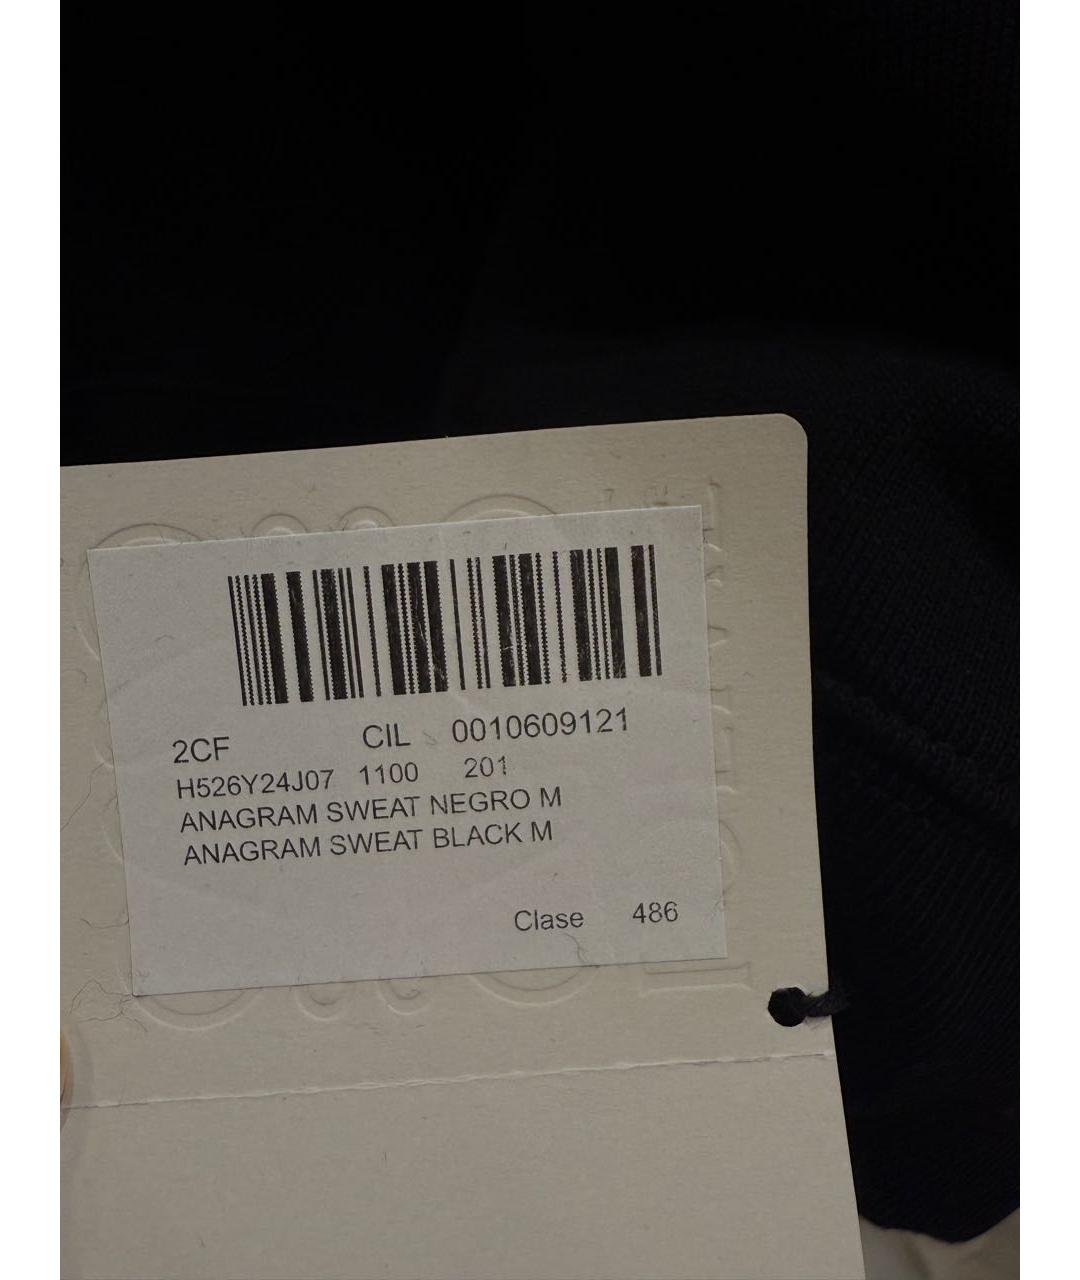 2CF CIL 0010609121
H526Y24J07 1100 201
ANAGRAM SWEAT NEGRO M
ANAGRAM SWEAT BLACK M
Clase 486